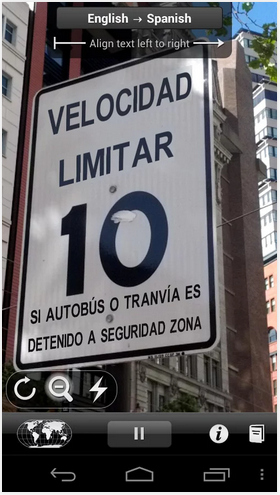 English → Spanish
Align text left to right
VELOCIDAD
LIMITAR
10
SI AUTOBÚS O TRANVÍA ES
DETENIDO A SEGURIDAD ZONA